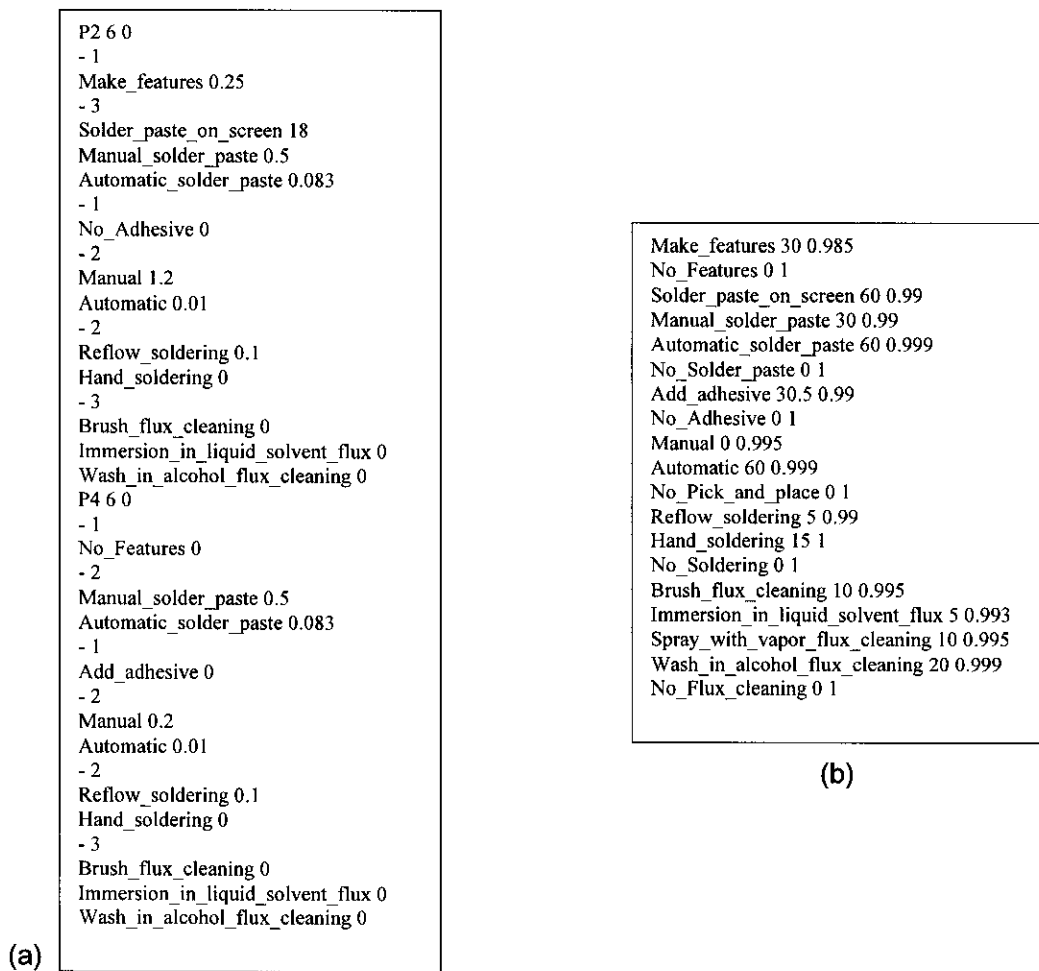 P2 6 0
- 1
Make_features 0.25
- 3
Solder_paste_on_screen 18
Manual_solder_paste 0.5
Automatic_solder_paste 0.083
- 1
No_Adhesive 0
- 2
Manual 1.2
Automatic 0.01
- 2
Reflow_soldering 0.1
Hand_soldering 0
- 3
Brush_flux_cleaning 0
Immersion_in_liquid_solvent_flux 0
Wash_in_alcohol_flux_cleaning 0
P4 6 0
- 1
No_Features 0
- 2
Manual_solder_paste 0.5
Automatic_solder_paste 0.083
- 1
Add_adhesive 0
- 2
Manual 0.2
Automatic 0.01
- 2
Reflow_soldering 0.1
Hand_soldering 0
- 3
Brush_flux_cleaning 0
Immersion_in_liquid_solvent_flux 0
Wash_in_alcohol_flux_cleaning 0
(a)
Make_features 30 0.985
No_Features 0 1
Solder_paste_on_screen 60 0.99
Manual_solder_paste 30 0.99
Automatic_solder_paste 60 0.999
No_Solder_paste 0 1
Add_adhesive 30.5 0.99
No_Adhesive 0 1
Manual 0 0.995
Automatic 60 0.999
No_Pick_and_place 0 1
Reflow_soldering 5 0.99
Hand_soldering 15 1
No_Soldering 0 1
Brush_flux_cleaning 10 0.995
Immersion_in_liquid_solvent_flux 5 0.993
Spray_with_vapor_flux_cleaning 10 0.995
Wash_in_alcohol_flux_cleaning 20 0.999
No_Flux_cleaning 0 1
(b)